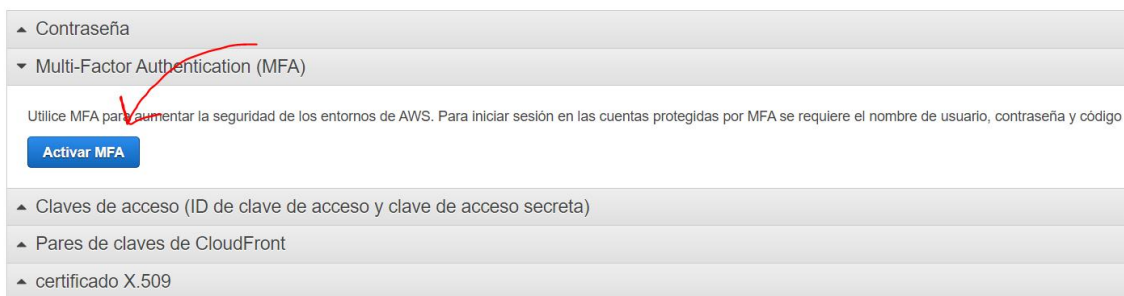 Contraseña
Multi-Factor Authentication (MFA)
Utilice MFA para aumentar la seguridad de los entornos de AWS. Para iniciar sesión en las cuentas protegidas por MFA se requiere el nombre de usuario, contraseña y código
Activar MFA
Claves de acceso (ID de clave de acceso y clave de acceso secreta)
Pares de claves de CloudFront
certificado X.509